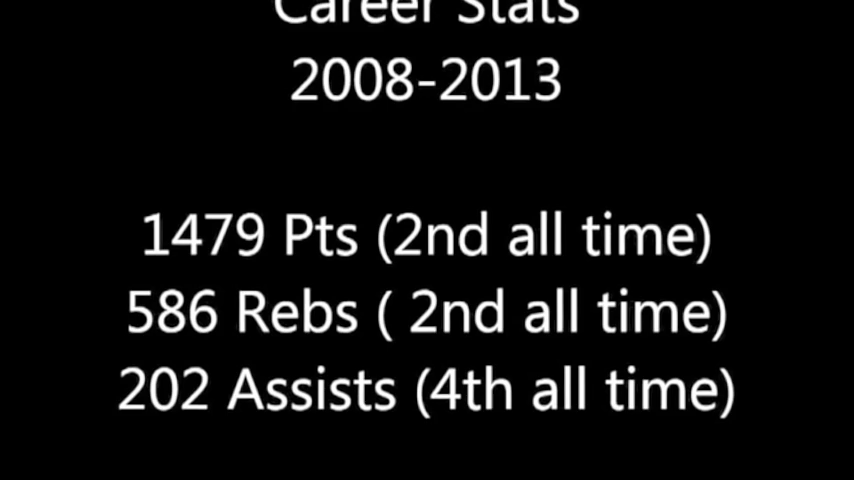 Career Stats
2008-2013
1479 Pts (2nd all time)
586 Rebs ( 2nd all time)
202 Assists (4th all time)